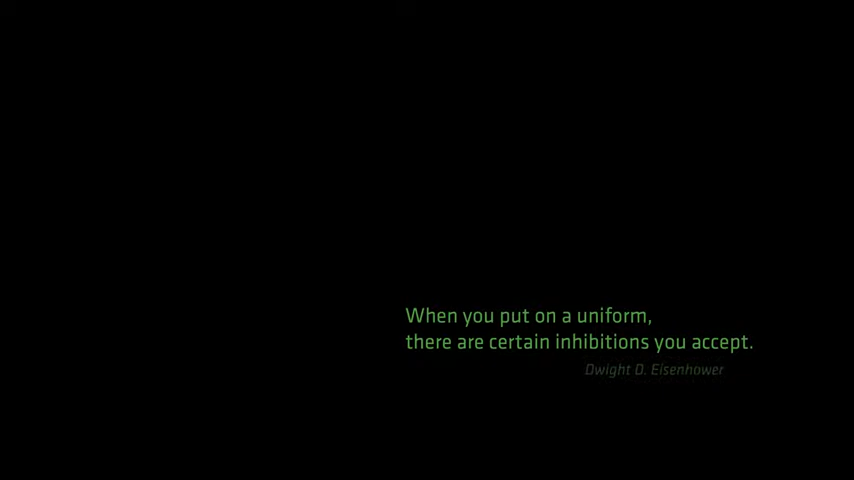 When you put on a uniform,
there are certain inhibitions you accept.
Dwight D. Eisenhower